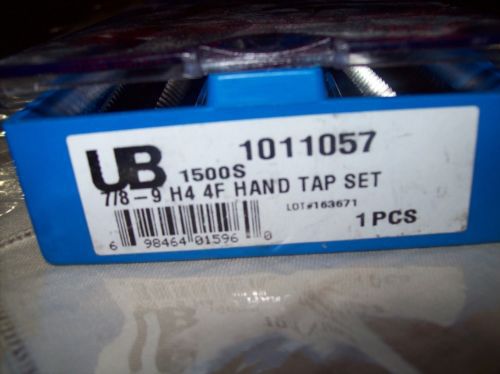 UB 1500S 1011057
7/8-9 H4 4F HAND TAP SET
LOT#163671
1 PCS
6 98464 01596 0